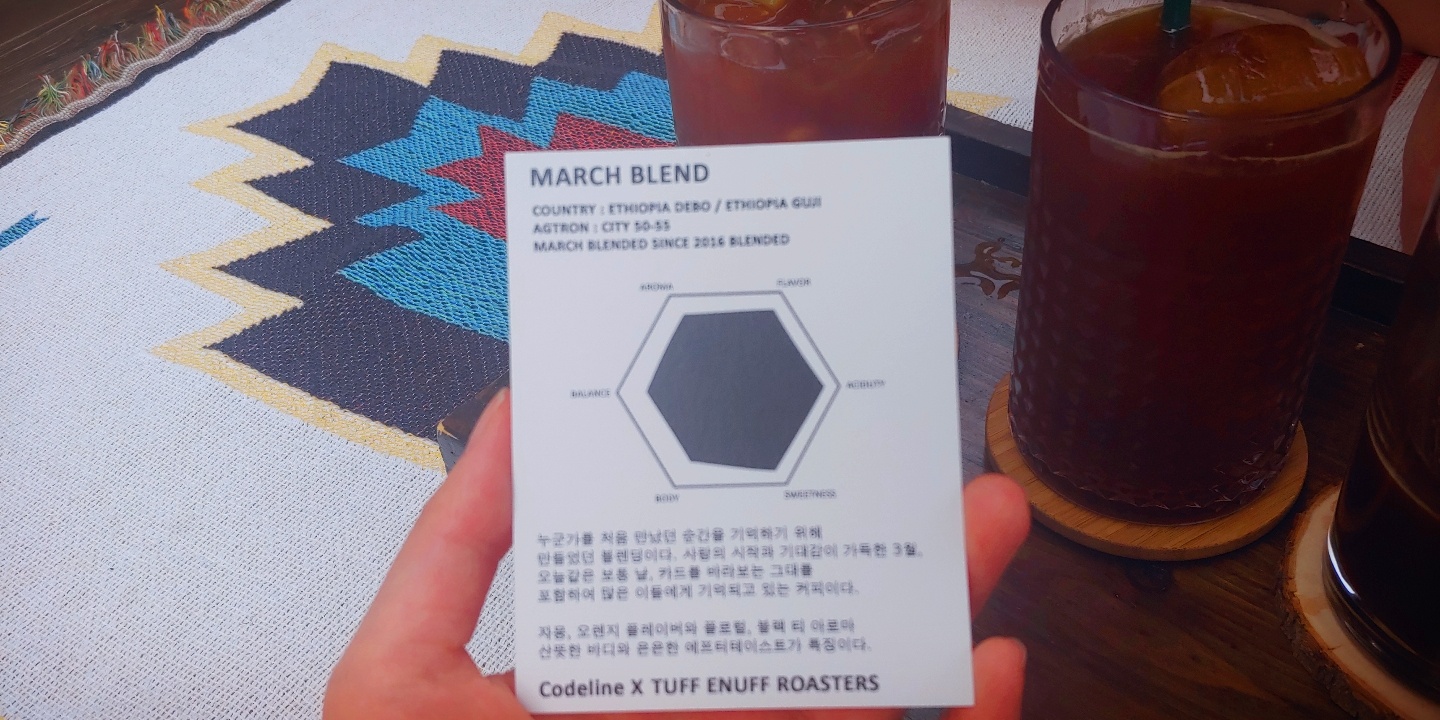 MARCH BLEND
COUNTRY : ETHIOPIA DEBO / ETHIOPIA GUJI
AGTRON : CITY 50-55
MARCH BLENDED SINCE 2016 BLENDED
AROMA
FLAVOR
BALANCE
ACIDITY
BODY
SWEETNESS
누군가를 처음 만났던 순간을 기억하기 위해
만들었던 블렌딩이다. 사람의 시작과 기대감이 가득한 3월,
오늘같은 보통 날, 카드를 바라보는 그대를
포함하여 많은 이들에게 기억되고 있는 커피이다.
자몽, 오렌지 플레이버와 플로럴, 블랙 티 아로마
산뜻한 바디와 은은한 에프터테이스트가 특징이다.
Codeline X TUFF ENUFF ROASTERS